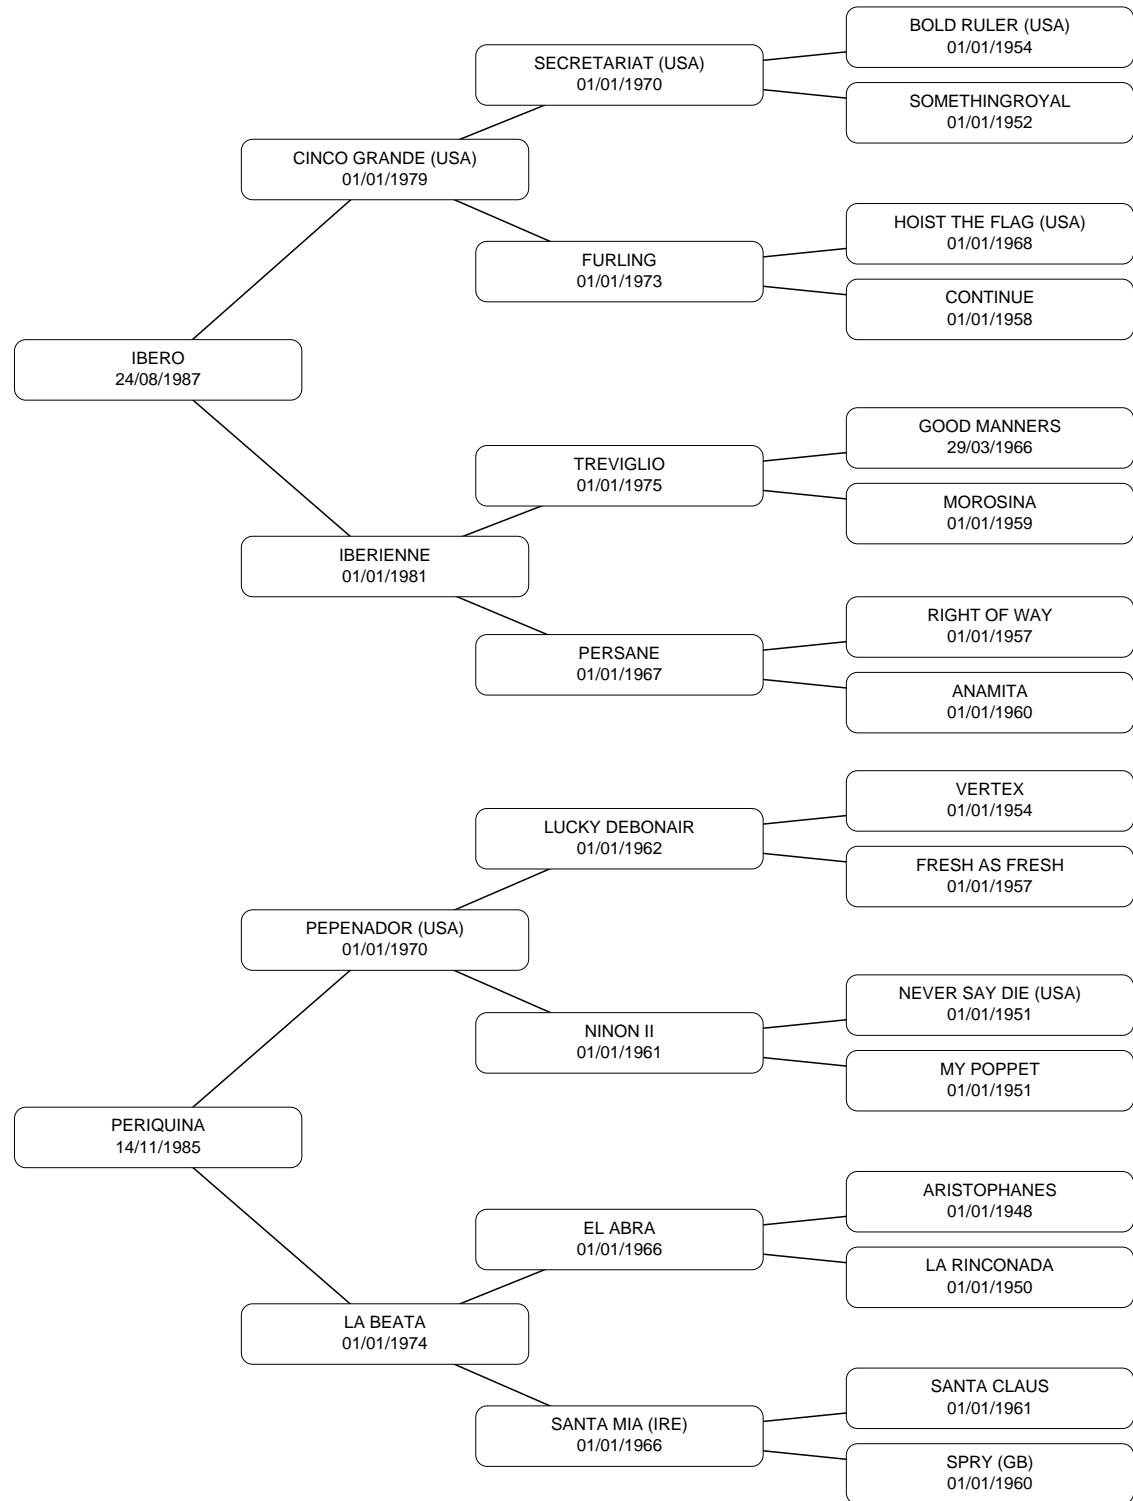 BOLD RULER (USA)
01/01/1954
SECRETARIAT (USA)
01/01/1970
SOMETHINGROYAL
01/01/1952
CINCO GRANDE (USA)
01/01/1979
HOIST THE FLAG (USA)
01/01/1968
FURLING
01/01/1973
CONTINUE
01/01/1958
IBERO
24/08/1987
GOOD MANNERS
29/03/1966
TREVIGLIO
01/01/1975
MOROSINA
01/01/1959
IBERIENNE
01/01/1981
RIGHT OF WAY
01/01/1957
PERSANE
01/01/1967
ANAMITA
01/01/1960
VERTEX
01/01/1954
LUCKY DEBONAIR
01/01/1962
FRESH AS FRESH
01/01/1957
PEPENADOR (USA)
01/01/1970
NEVER SAY DIE (USA)
01/01/1951
NINON II
01/01/1961
MY POPPET
01/01/1951
PERIQUINA
14/11/1985
ARISTOPHANES
01/01/1948
EL ABRA
01/01/1966
LA RINCONADA
01/01/1950
LA BEATA
01/01/1974
SANTA CLAUS
01/01/1961
SANTA MIA (IRE)
01/01/1966
SPRY (GB)
01/01/1960